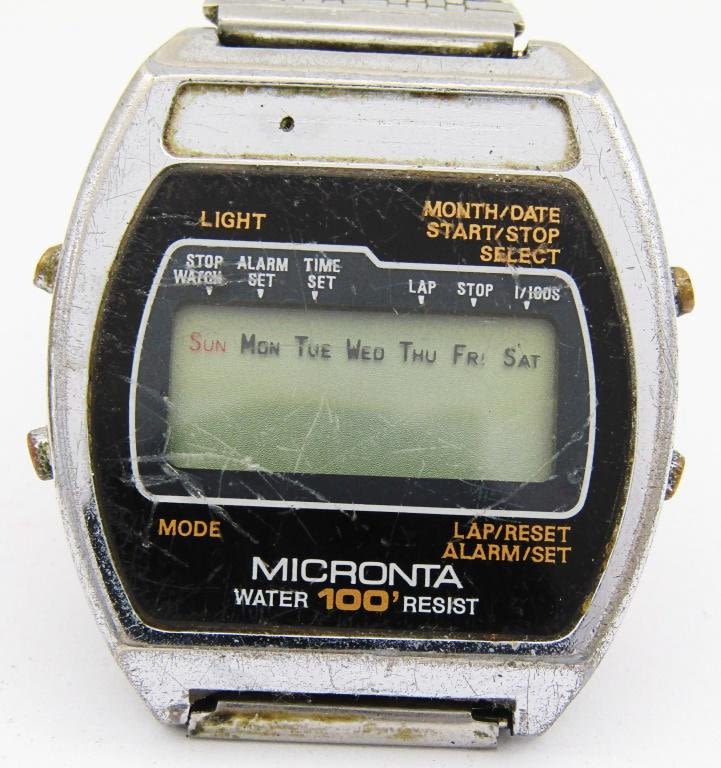 LIGHT
MONTH/DATE
START/STOP
SELECT
STOP WATCH
ALARM SET
TIME SET
LAP
STOP
1/100S
SUN MON TUE WED THU FRI SAT
MODE
LAP/RESET
ALARM/SET
MICRONTA
WATER 100' RESIST